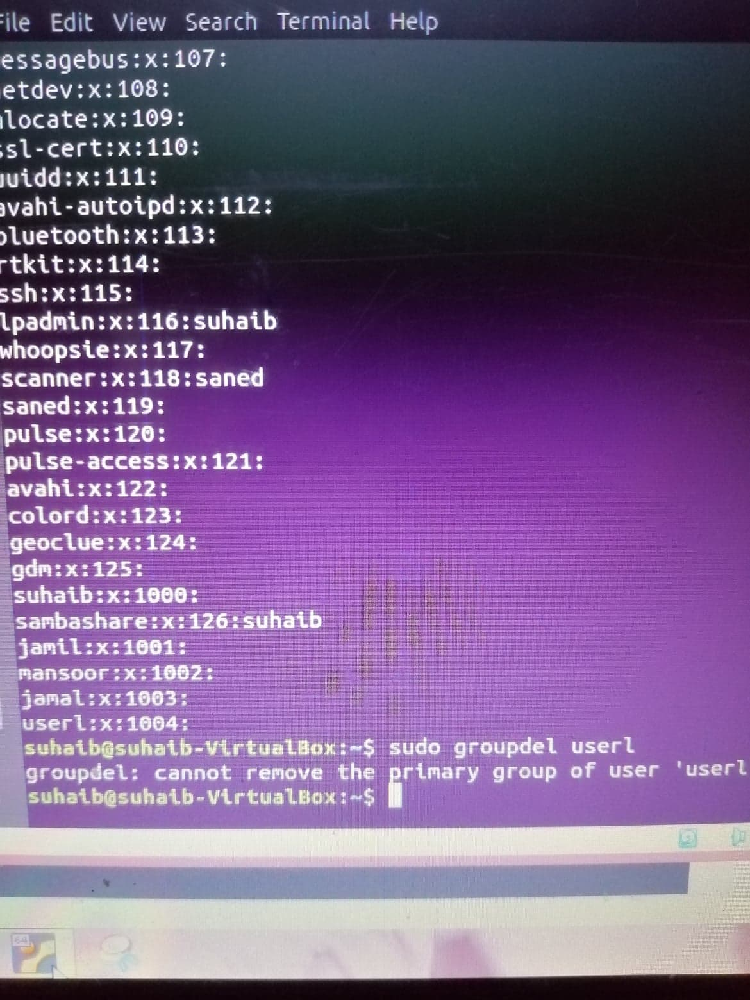 File Edit View Search Terminal Help
essagebus:x:107:
etdev:x:108:
locate:x:109:
ssl-cert:x:110:
uuidd:x:111:
avahi-autoipd:x:112:
bluetooth:x:113:
rtkit:x:114:
ssh:x:115:
lpadmin:x:116:suhaib
whoopsie:x:117:
scanner:x:118:saned
saned:x:119:
pulse:x:120:
pulse-access:x:121:
avahi:x:122:
colord:x:123:
geoclue:x:124:
gdm:x:125:
suhaib:x:1000:
sambashare:x:126:suhaib
jamil:x:1001:
mansoor:x:1002:
jamal:x:1003:
userl:x:1004:
suhaib@suhaib-VirtualBox:~$ sudo groupdel userl
groupdel: cannot remove the primary group of user 'userl
suhaib@suhaib-VirtualBox:~$
64